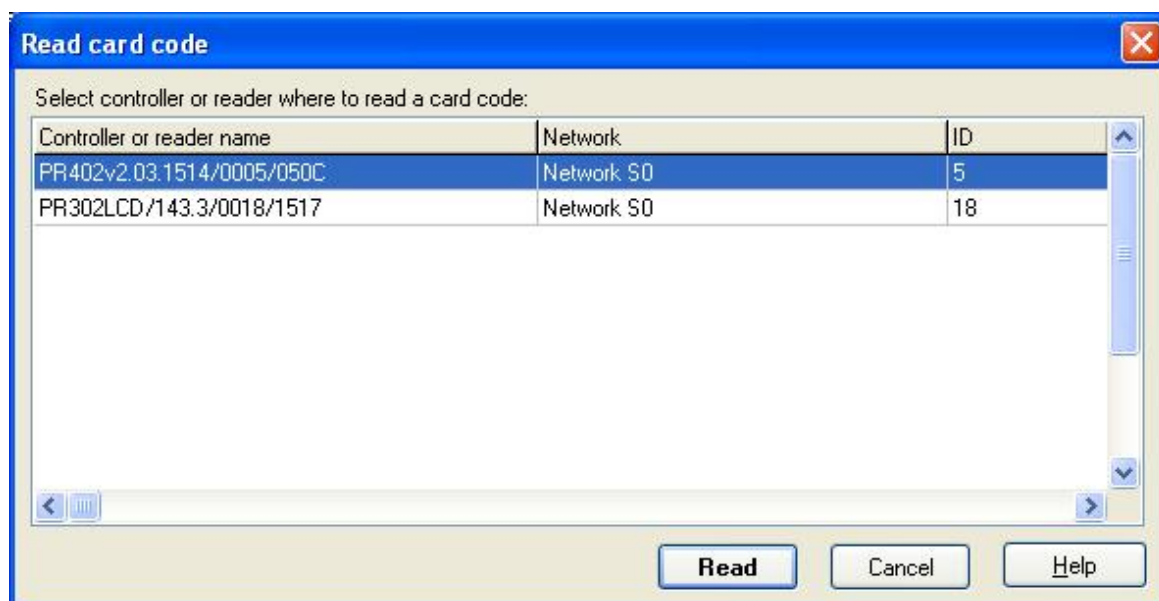 Read card code
Select controller or reader where to read a card code:
Controller or reader name Network ID
PR402v2.03.1514/0005/050C Network S0 5
PR302LCD/143.3/0018/1517 Network S0 18
Read Cancel Help